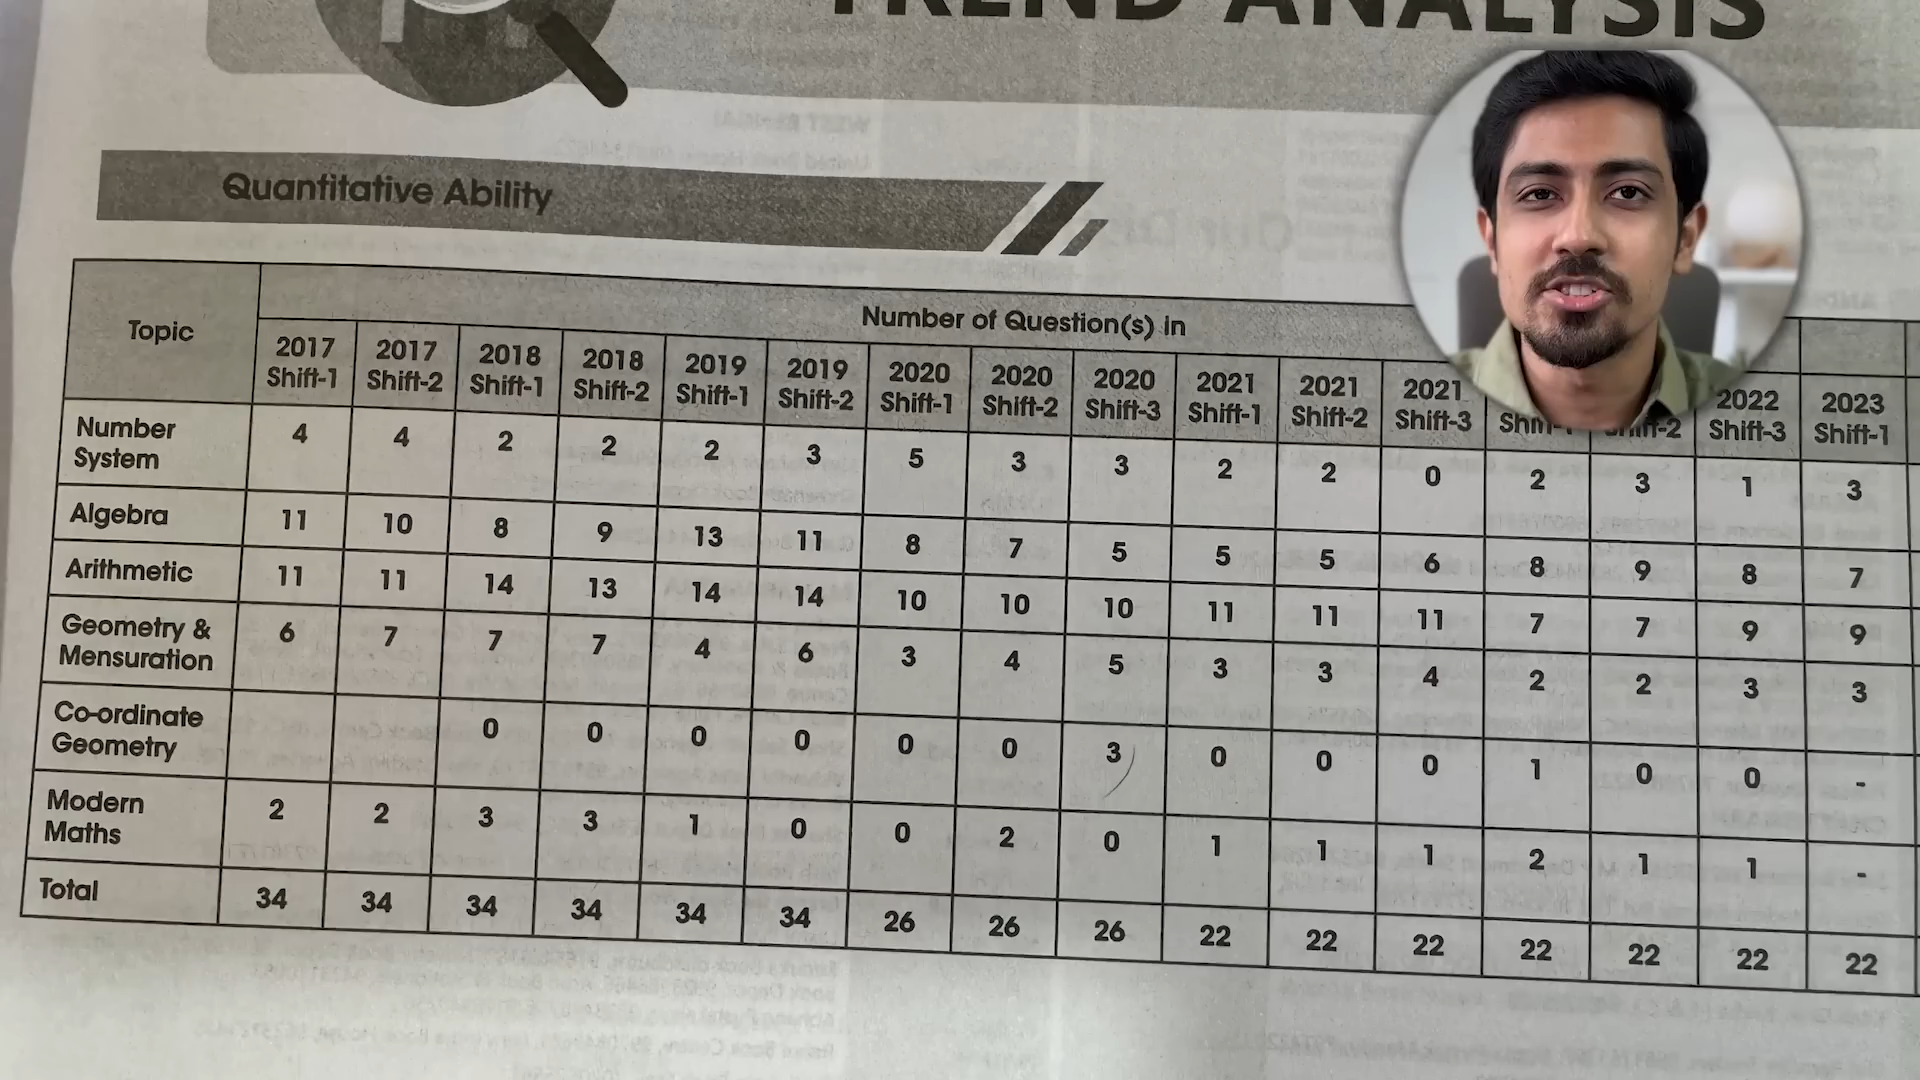 TREND ANALYSIS
Quantitative Ability
Topic
Number of Question(s) in
2017 Shift-1 2017 Shift-2 2018 Shift-1 2018 Shift-2 2019 Shift-1 2019 Shift-2 2020 Shift-1 2020 Shift-2 2020 Shift-3 2021 Shift-1 2021 Shift-2 2021 Shift-3 2022 Shift-3 2023 Shift-1
Number System 4 4 2 2 2 3 5 3 3 2 2 0 2 3 1 3
Algebra 11 10 8 9 13 11 8 7 5 5 5 6 8 9 8 7
Arithmetic 11 11 14 13 14 14 10 10 10 11 11 11 7 7 9 9
Geometry & Mensuration 6 7 7 7 4 6 3 4 5 3 3 4 2 2 3 3
Co-ordinate Geometry 0 0 0 0 0 0 3 0 0 0 1 0 0 -
Modern Maths 2 2 3 3 1 0 0 2 0 1 1 1 2 1 1 -
Total 34 34 34 34 34 34 26 26 26 22 22 22 22 22 22 22